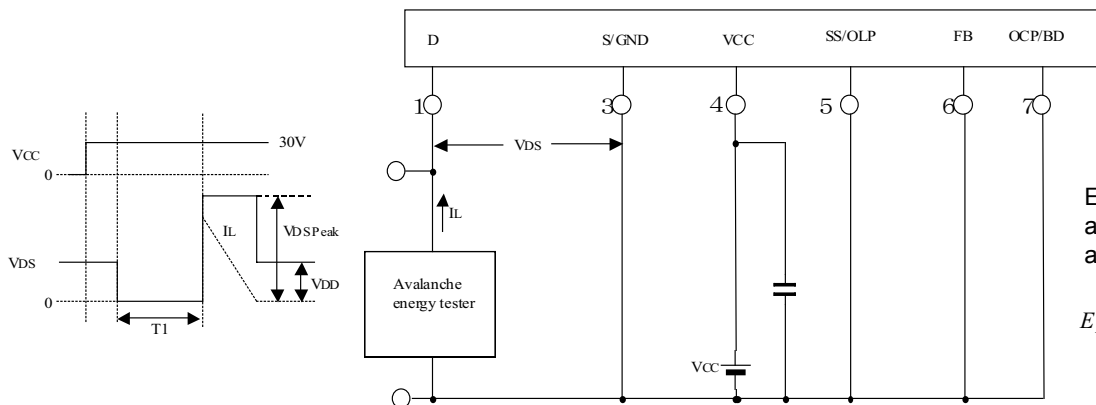 D S/GND VCC SS/OLP FB OCP/BD
1 3 4 5 6 7
VDS
30V
VCC
0
IL
IL
VDSPeak
VDS
VDD
0
T1
Avalanche
energy tester
VCC
E
a
a